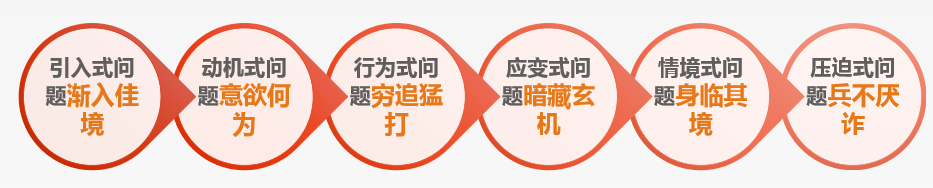 引入式问
题渐入佳
境
动机式问
题意欲何
为
行为式问
题穷追猛
打
应变式问
题暗藏玄
机
情境式问
题身临其
境
压迫式问
题兵不厌
诈